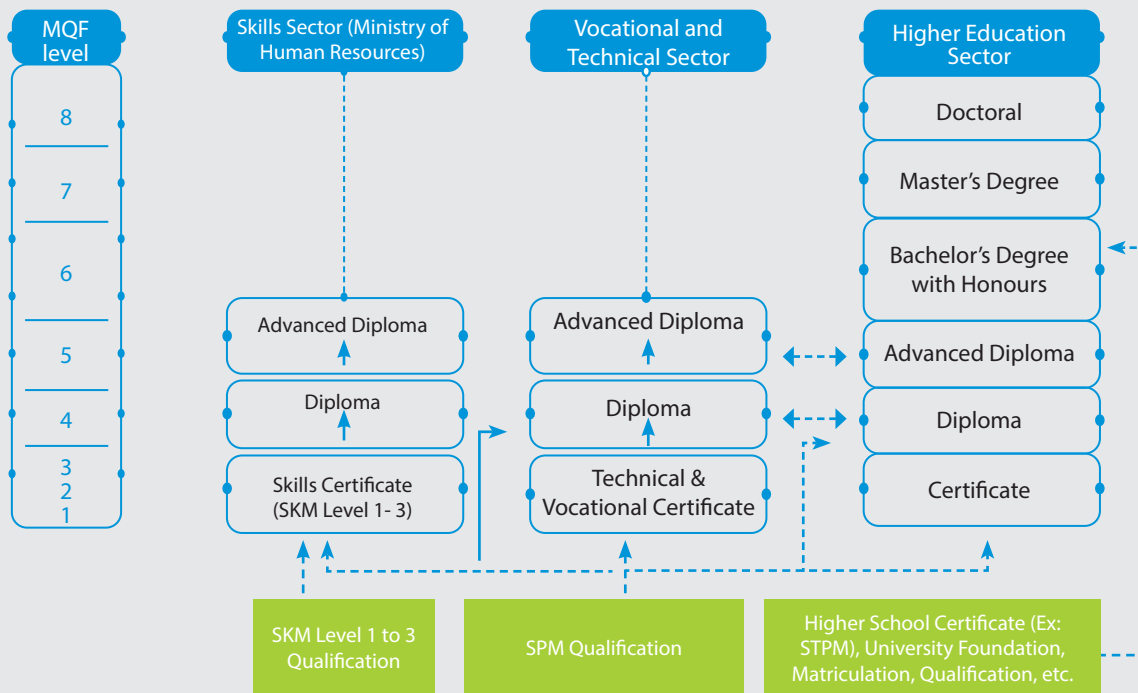 MQF
level
8
7
6
5
4
3
2
1
Skills Sector (Ministry of
Human Resources)
Advanced Diploma
Diploma
Skills Certificate
(SKM Level 1- 3)
Vocational and
Technical Sector
Advanced Diploma
Diploma
Technical &
Vocational Certificate
Higher Education
Sector
Doctoral
Master’s Degree
Bachelor’s Degree
with Honours
Advanced Diploma
Diploma
Certificate
SKM Level 1 to 3
Qualification
SPM Qualification
Higher School Certificate (Ex:
STPM), University Foundation,
Matriculation, Qualification, etc.